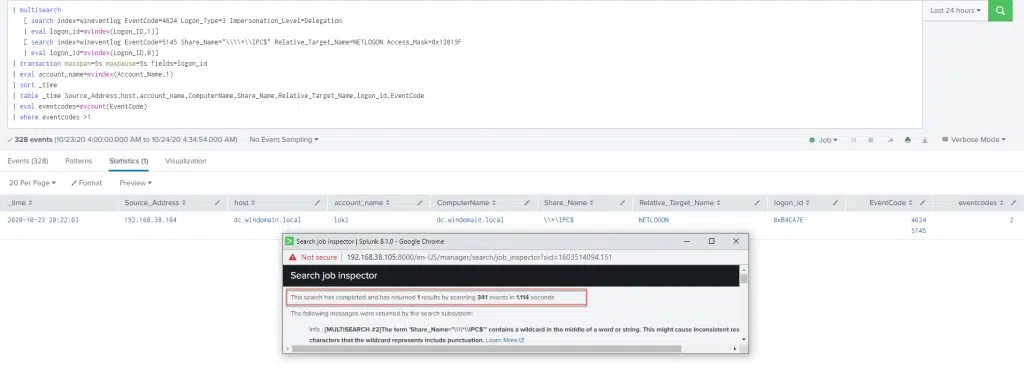 | multisearch
Last 24 hours
[ search index=wineventlog EventCode=4624 Logon_Type=3 Impersonation_Level=Delegation
| eval logon_id=mvindex(Logon_ID,1)]
[ search index=wineventlog EventCode=5145 Share_Name="\\\\*\\IPC$" Relative_Target_Name=NETLOGON Access_Mask=0x12019F
| eval logon_id=mvindex(Logon_ID,0)]
| transaction maxspan=5s maxpause=5s fields=logon_id
| eval account_name=mvindex(Account_Name,1)
| sort _time
| table _time Source_Address,host,account_name,ComputerName,Share_Name,Relative_Target_Name,logon_id,EventCode
| eval eventcodes=mvcount(EventCode)
| where eventcodes >1
328 events (10/23/20 4:00:00.000 AM to 10/24/20 4:34:54.000 AM) No Event Sampling Job Verbose Mode
Events (328) Patterns Statistics (1) Visualization
20 Per Page Format Preview
_time Source_Address host account_name ComputerName Share_Name Relative_Target_Name logon_id EventCode eventcodes
2020-10-23 20:22:03 192.168.38.104 dc.windomain.local loki dc.windomain.local \\*\IPC$ NETLOGON 0xB4CA7E 4624 2
5145
Search job inspector | Splunk 8.1.0 - Google Chrome
Not secure 192.168.38.105:8000/en-US/manager/search/job_inspector?sid=1603514094.151
Search job inspector
This search has completed and has returned 1 results by scanning 341 events in 1.114 seconds
The following messages were returned by the search subsystem:
info : [MULTISEARCH #2]The term 'Share_Name="\\\\*\\IPC$"' contains a wildcard in the middle of a word or string. This might cause inconsistent res
characters that the wildcard represents include punctuation. Learn More